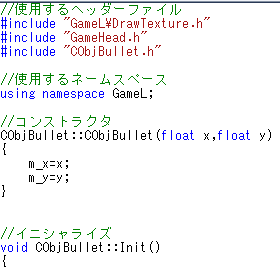 //使用するヘッダーファイル
#include "GameL¥DrawTexture.h"
#include "GameHead.h"
#include "CObjBullet.h"
//使用するネームスペース
using namespace GameL;
//コンストラクタ
CObjBullet::CObjBullet(float x,float y)
{
    m_x=x;
    m_y=y;
}
//イニシャライズ
void CObjBullet::Init()
{